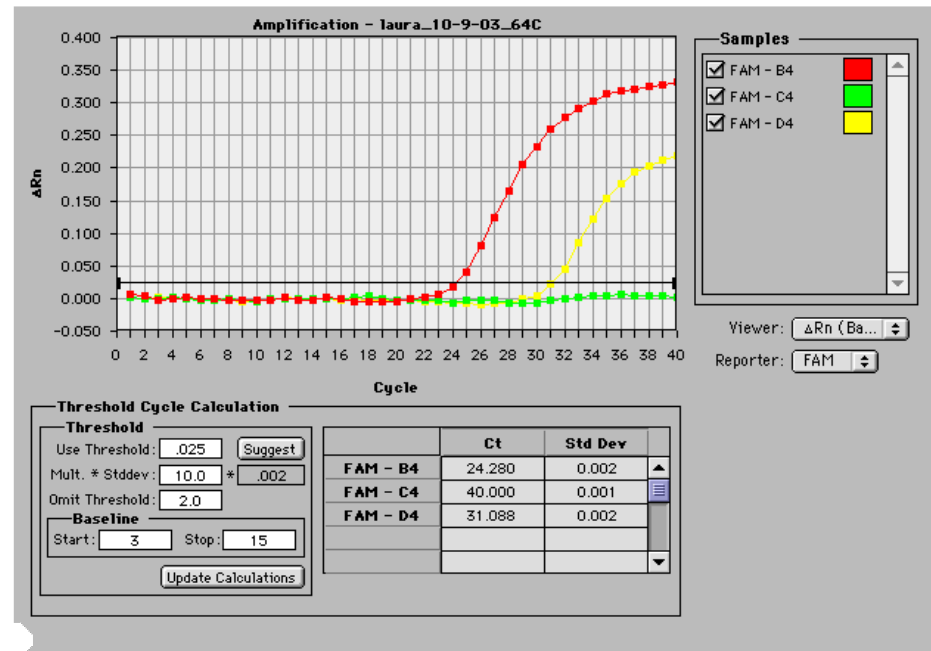 Amplification - laura_10-9-03_64C
0.400
0.350
0.300
0.250
0.200
0.150
0.100
0.050
0.000
-0.050
ΔRn
0 2 4 6 8 10 12 14 16 18 20 22 24 26 28 30 32 34 36 38 40
Cycle
Samples
FAM - B4
FAM - C4
FAM - D4
Viewer: ΔRn (Ba...
Reporter: FAM
Threshold Cycle Calculation
Threshold
Use Threshold: .025 Suggest
Mult. * Stddev: 10.0 * .002
Omit Threshold: 2.0
Baseline
Start: 3 Stop: 15
Update Calculations
Ct Std Dev
FAM - B4 24.280 0.002
FAM - C4 40.000 0.001
FAM - D4 31.088 0.002